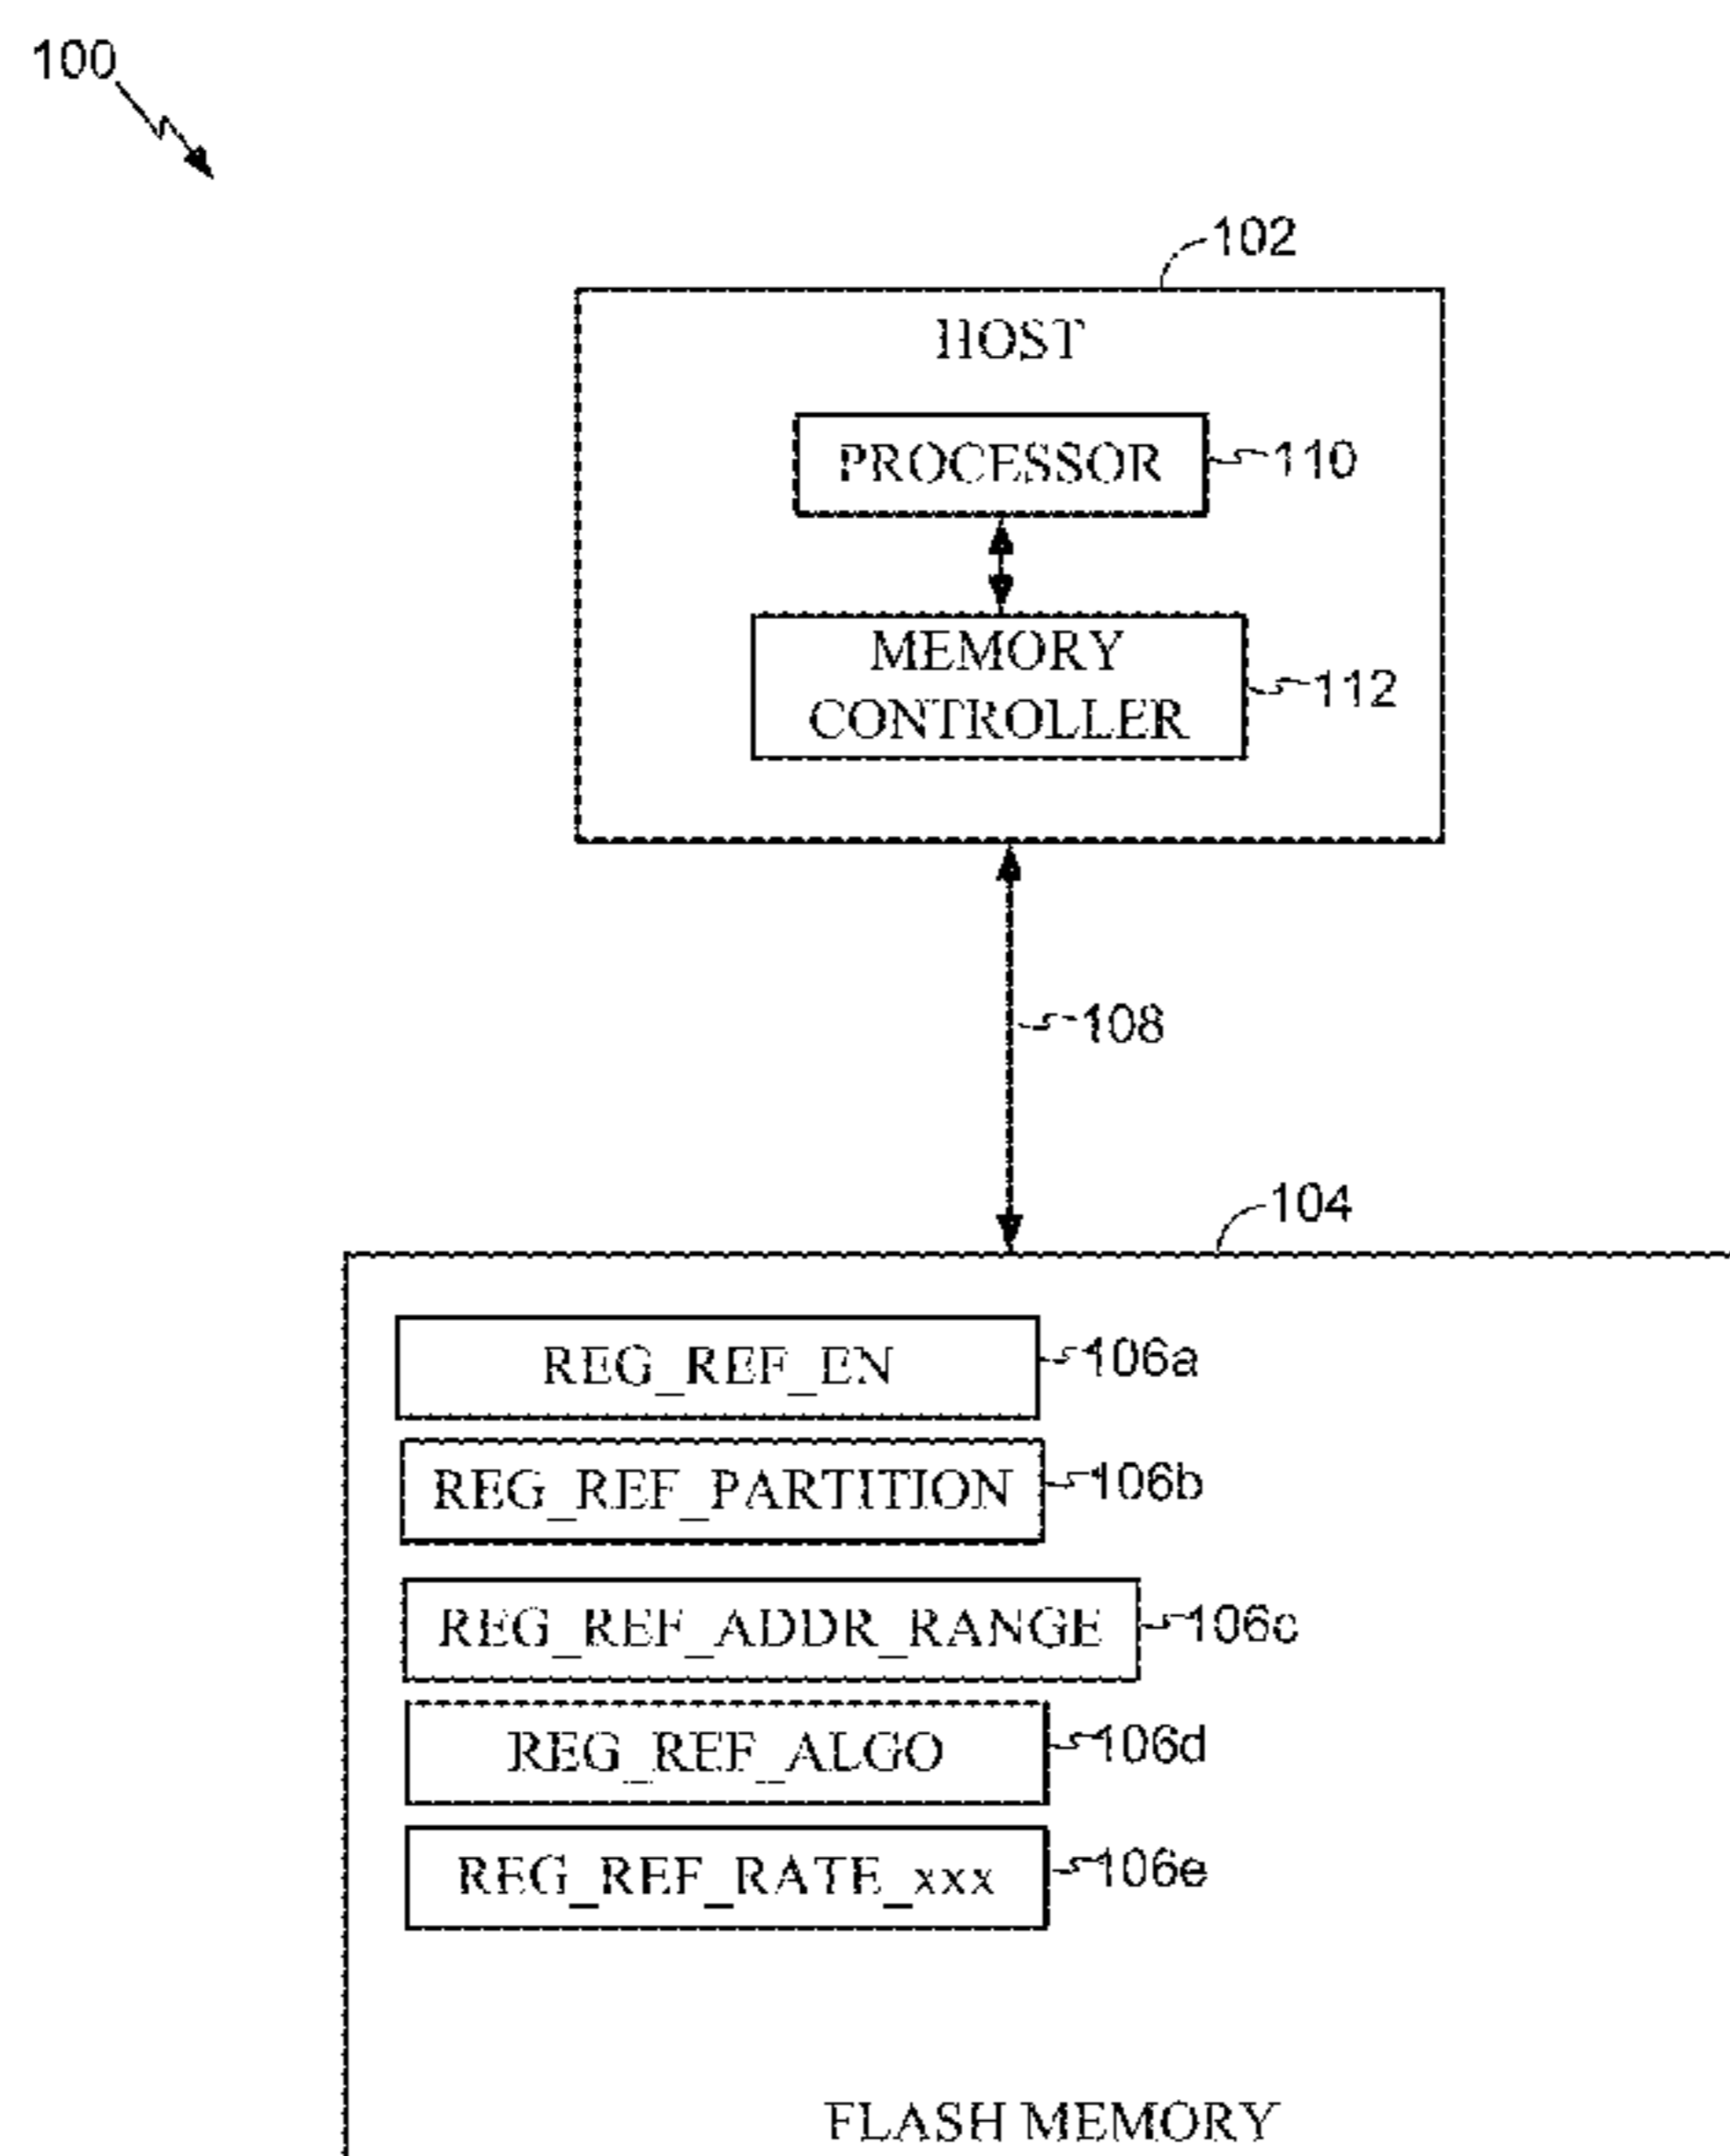 100
102
HOST
PROCESSOR
110
MEMORY
CONTROLLER
112
108
104
REG_REF_EN
106a
REG_REF_PARTITION
106b
REG_REF_ADDR_RANGE
106c
REG_REF_ALGO
106d
REG_REF_RATE_xxx
106e
FLASH MEMORY